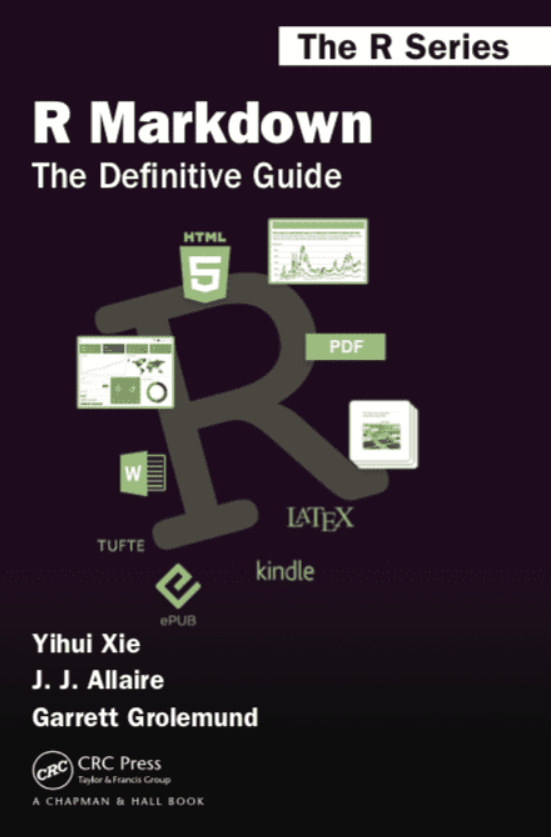 The R Series
R Markdown
The Definitive Guide
HTML
5
PDF
W
LATEX
TUFTE
kindle
ePUB
Yihui Xie
J. J. Allaire
Garrett Grolemund
CRC
CRC Press
Taylor & Francis Group
A CHAPMAN & HALL BOOK